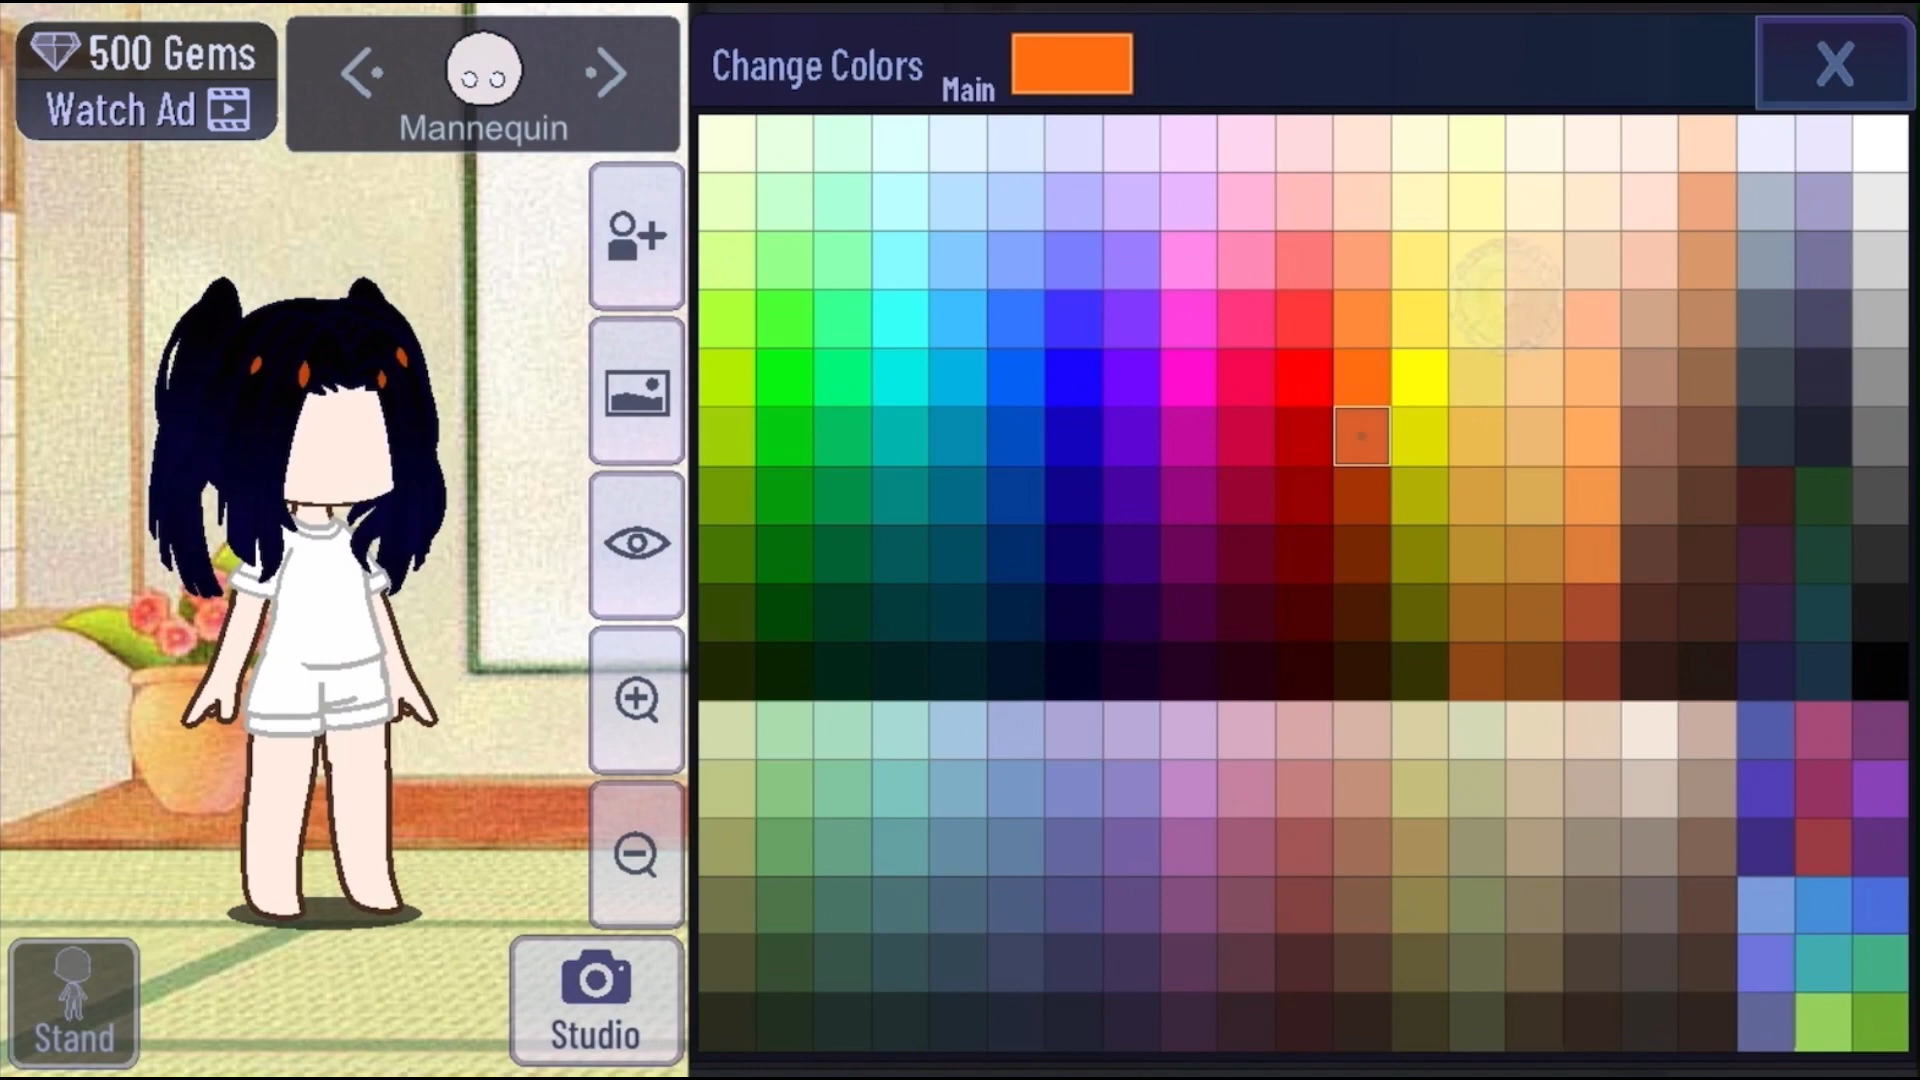 500 Gems
Watch Ad
Mannequin
Change Colors
Main
X
Stand
Studio